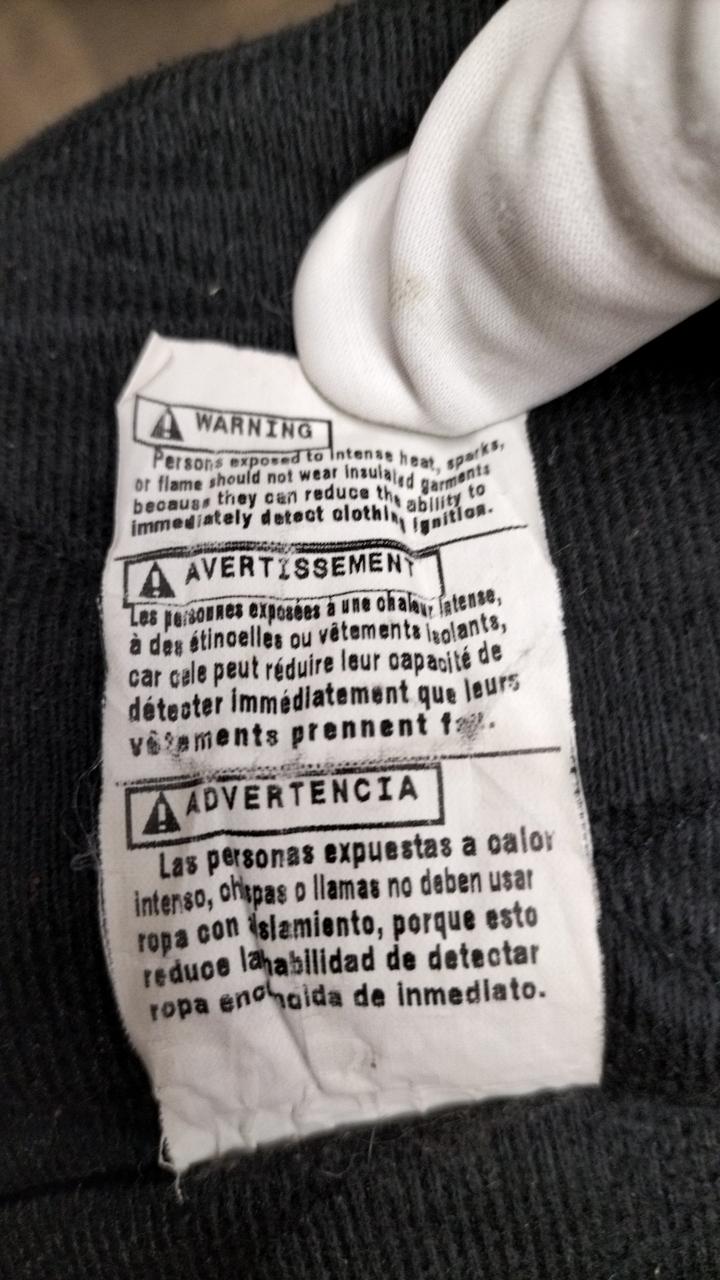 WARNING
Persons exposed to intense heat, sparks,
or flame should not wear insulated garments
because they can reduce the ability to
immediately detect clothing ignition.
AVERTISSEMENT
Les personnes exposées à une chaleur intense,
à des étincelles ou vêtements isolants,
car cele peut réduire leur capacité de
détecter immédiatement que leurs
vêtements prennent
ADVERTENCIA
Las personas expuestas a calor
intenso, chispas o llamas no deben usar
ropa con islamiento, porque esto
reduce la habilidad de detectar
ropa de inmediato.